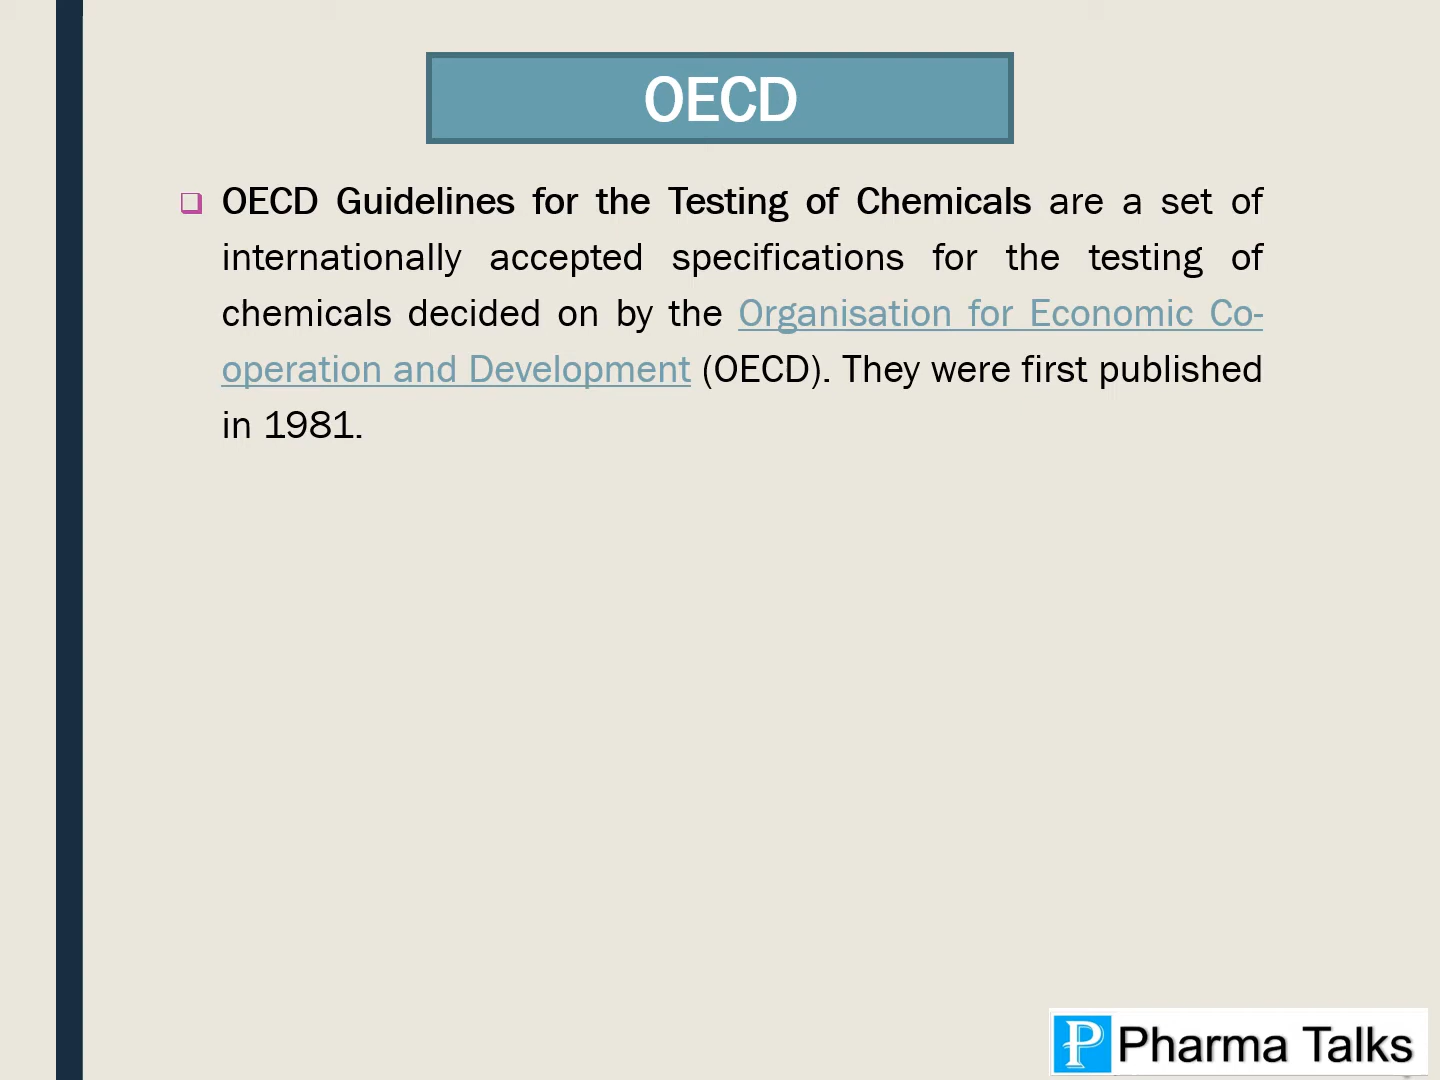 OECD
OECD Guidelines for the Testing of Chemicals are a set of
internationally accepted specifications for the testing of
chemicals decided on by the Organisation for Economic Co-
operation and Development (OECD). They were first published
in 1981.
P Pharma Talks